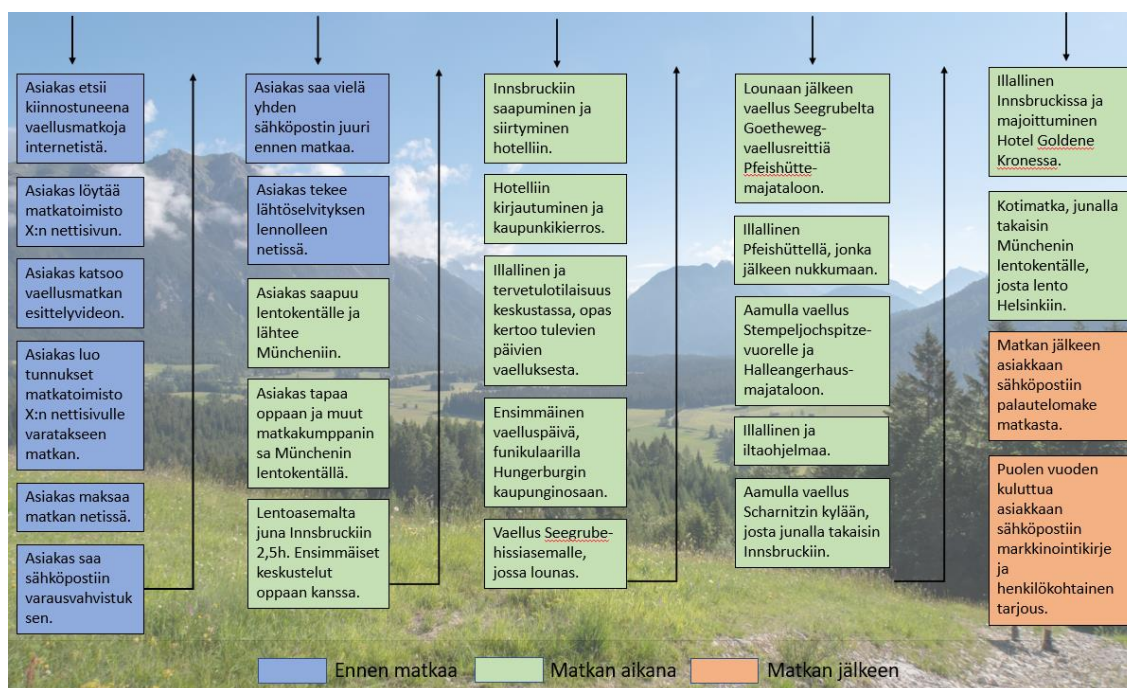 Asiakas etsii
kiinnostuneena
vaellusmatkoja
internetistä.
Asiakas löytää
matkatoimisto
X:n nettisivun.
Asiakas katsoo
vaellusmatkan
esittelyvideon.
Asiakas luo
tunnukset
matkatoimisto
X:n nettisivulle
varatakseen
matkan.
Asiakas maksaa
matkan netissä.
Asiakas saa
sähköpostiin
varausvahvistuk
sen.
Asiakas saa vielä
yhden
sähköpostin juuri
ennen matkaa.
Asiakas tekee
lähtöselvityksen
lennolleen
netissä.
Asiakas saapuu
lentokentälle ja
lähtee
Müncheniin.
Asiakas tapaa
oppaan ja muut
matkakumppanin
sa Münchenin
lentokentällä.
Lentoasemalta
juna Innsbruckiin
2,5h. Ensimmäiset
keskustelut
oppaan kanssa.
Innsbruckiin
saapuminen ja
siirtyminen
hotelliin.
Hotelliin
kirjautuminen ja
kaupunkikierros.
Illallinen ja
tervetulotilaisuus
keskustassa, opas
kertoo tulevien
päivien
vaelluksesta.
Ensimmäinen
vaelluspäivä,
funikulaarilla
Hungerburgin
kaupunginosaan.
Vaellus Seegrube-
hissiasemalle,
jossa lounas.
Lounaan jälkeen
vaellus Seegrubelta
Goetheweg-
vaellusreittiä
Pfeishütte-
majataloon.
Illallinen
Pfeishüttellä, jonka
jälkeen nukkumaan.
Aamulla vaellus
Stempeljochspitze-
vuorelle ja
Halleangerhaus-
majataloon.
Illallinen ja
iltaohjelmaa.
Aamulla vaellus
Scharnitzin kylään,
josta junalla takaisin
Innsbruckiin.
Illallinen
Innsbruckissa ja
majoittuminen
Hotel Goldene
Kronessa.
Kotimatka, junalla
takaisin
Münchenin
lentokentälle,
josta lento
Helsinkiin.
Matkan jälkeen
asiakkaan
sähköpostiin
palautelomake
matkasta.
Puolen vuoden
kuluttua
asiakkaan
sähköpostiin
markkinointikirje
ja
henkilökohtainen
tarjous.
Ennen matkaa
Matkan aikana
Matkan jälkeen